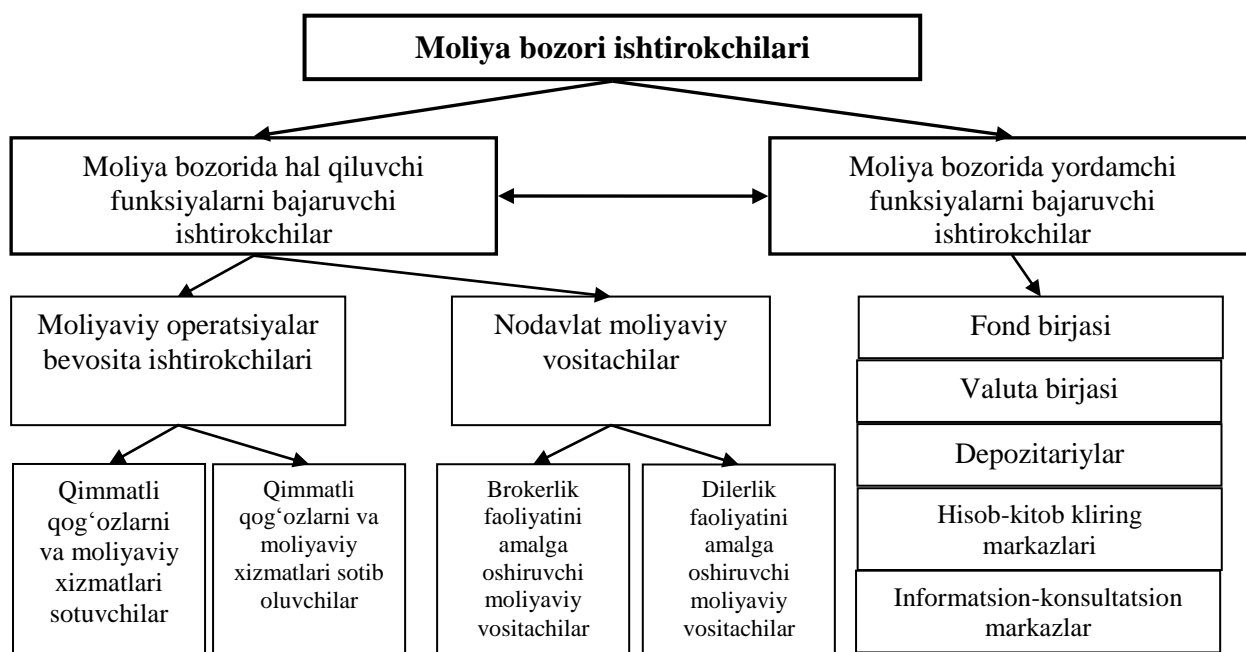 Moliya bozori ishtirokchilari
Moliya bozorida hal qiluvchi
funksiyalarni bajaruvchi
ishtirokchilar
Moliya bozorida yordamchi
funksiyalarni bajaruvchi
ishtirokchilar
Moliyaviy operatsiyalar
bevosita ishtirokchilari
Nodavlat moliyaviy
vositachilar
Qimmatli
qog‘ozlarni
va moliyaviy
xizmatlari
sotuvchilar
Qimmatli
qog‘ozlarni va
moliyaviy
xizmatlari sotib
oluvchilar
Brokerlik
faoliyatini
amalga
oshiruvchi
moliyaviy
vositachilar
Dilerlik
faoliyatini
amalga
oshiruvchi
moliyaviy
vositachilar
Fond birjasi
Valuta birjasi
Depozitariylar
Hisob-kitob kliring
markazlari
Informatsion-konsultatsion
markazlar